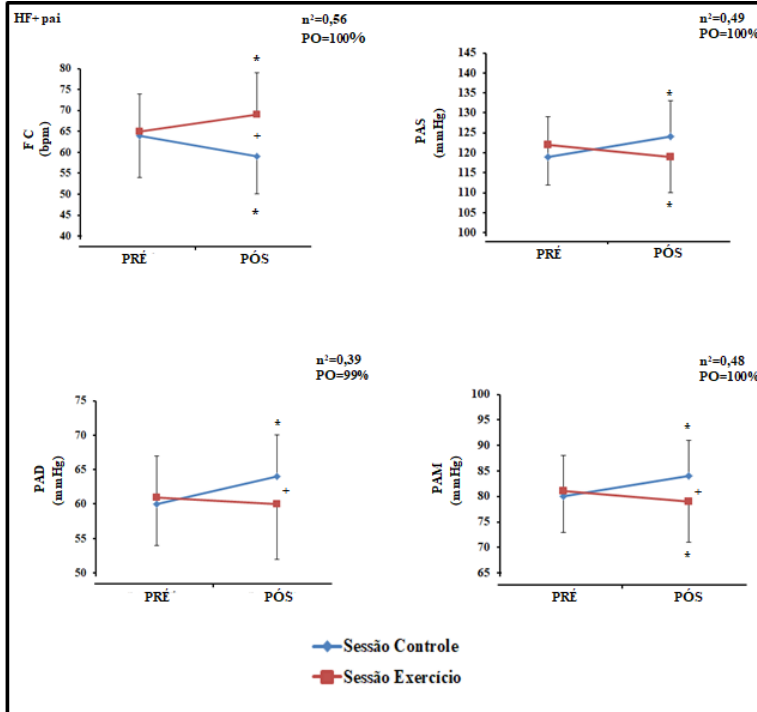 HF+ pai
n²=0,56
PO=100%
80
75
70
65
60
55
50
45
40
F C
(bpm)
*
+
*
PRÉ
PÓS
n²=0,49
PO=100%
145
140
135
130
125
120
115
110
105
100
PAS
(mmHg)
*
*
PRÉ
PÓS
n²=0,39
PO=99%
75
70
65
60
55
50
PAD
(mmHg)
*
+
PRÉ
PÓS
n²=0,48
PO=100%
100
95
90
85
80
75
70
65
PAM
(mmHg)
*
+
*
PRÉ
PÓS
Sessão Controle
Sessão Exercício